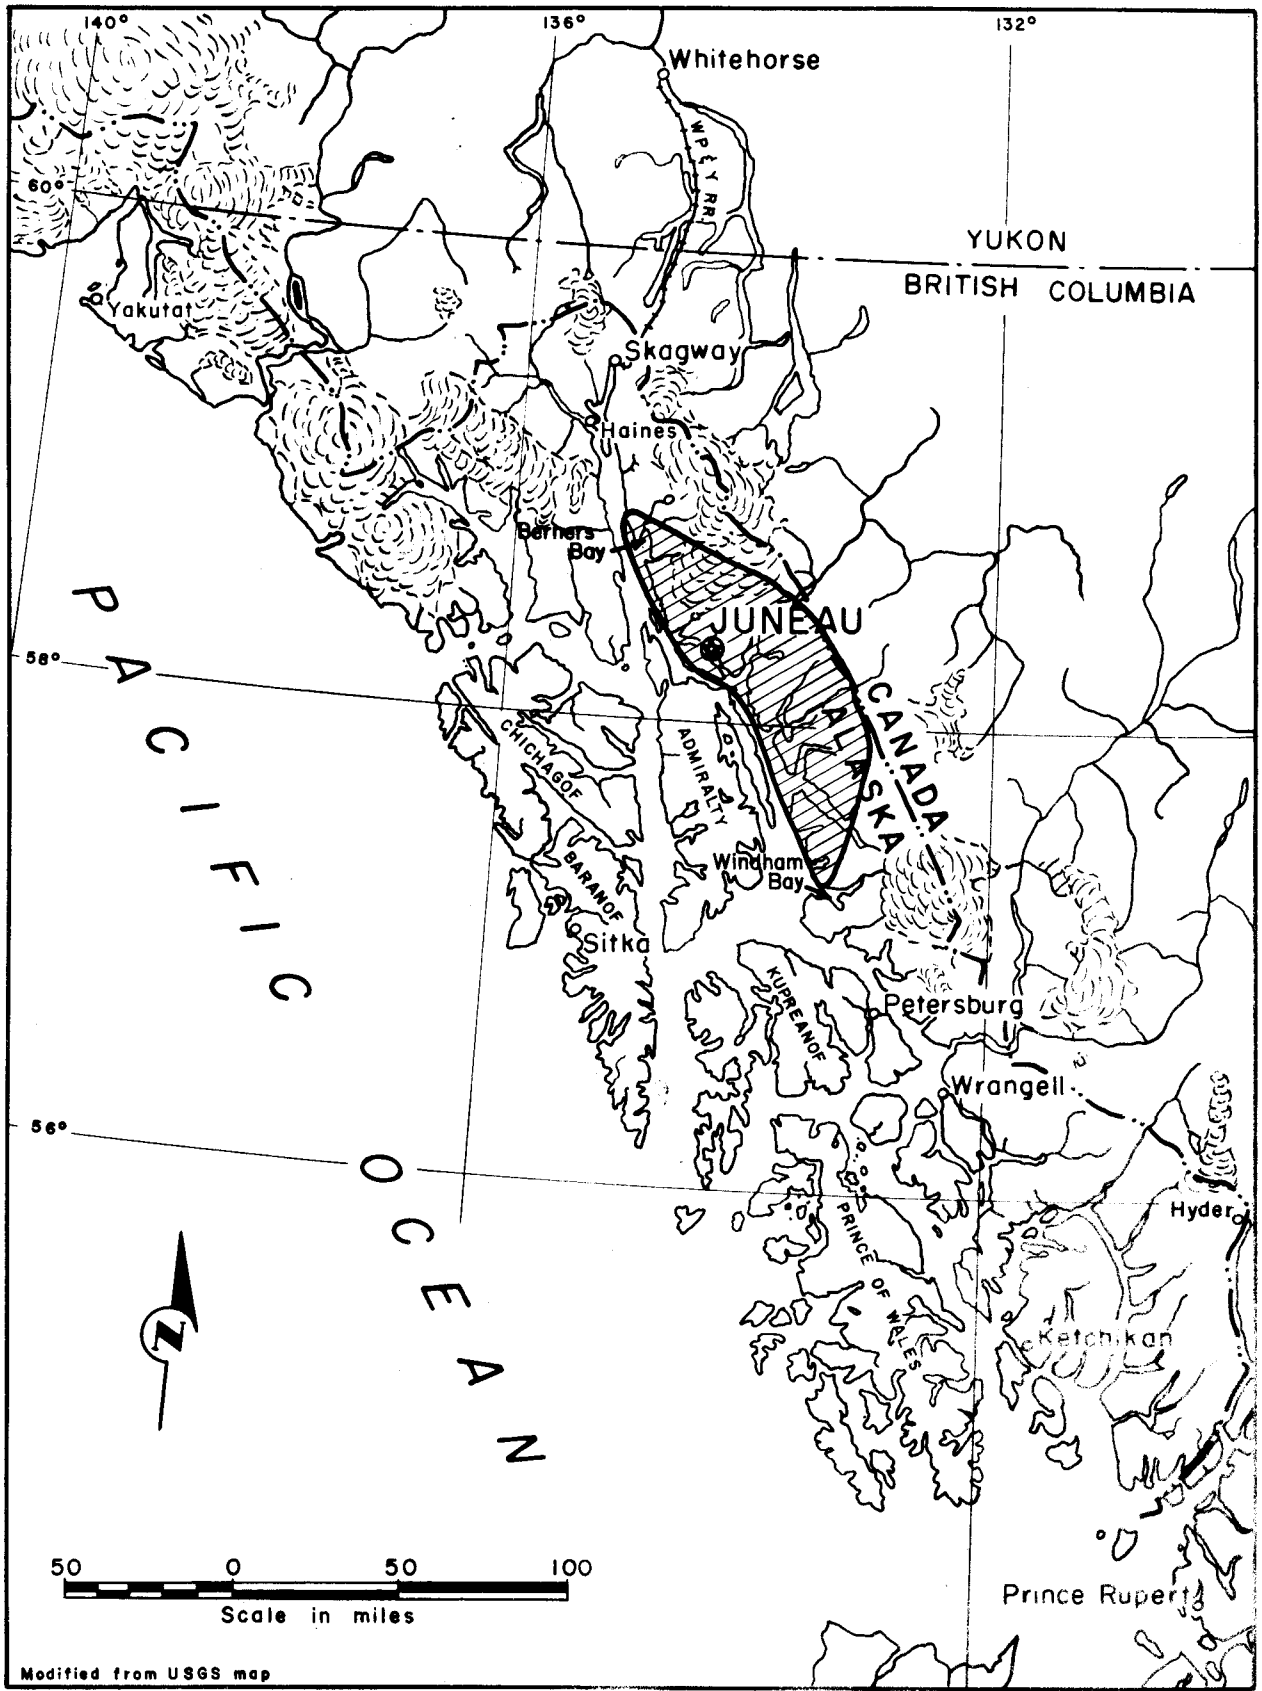 140° 136° 132°
Whitehorse
WP & Y RR
60°
YUKON
BRITISH COLUMBIA
Yakutat
Skagway
Haines
Berners
Bay
JUNEAU
58°
CANADA
ALASKA
CHICHAGOF
ADMIRALTY
Windham
Bay
BARANOF
Sitka
PACIFIC OCEAN
KUPREANOF
Petersburg
Wrangell
56°
Hyder
PRINCE OF WALES
Ketchikan
N
50 0 50 100
Scale in miles
Prince Rupert
Modified from USGS map